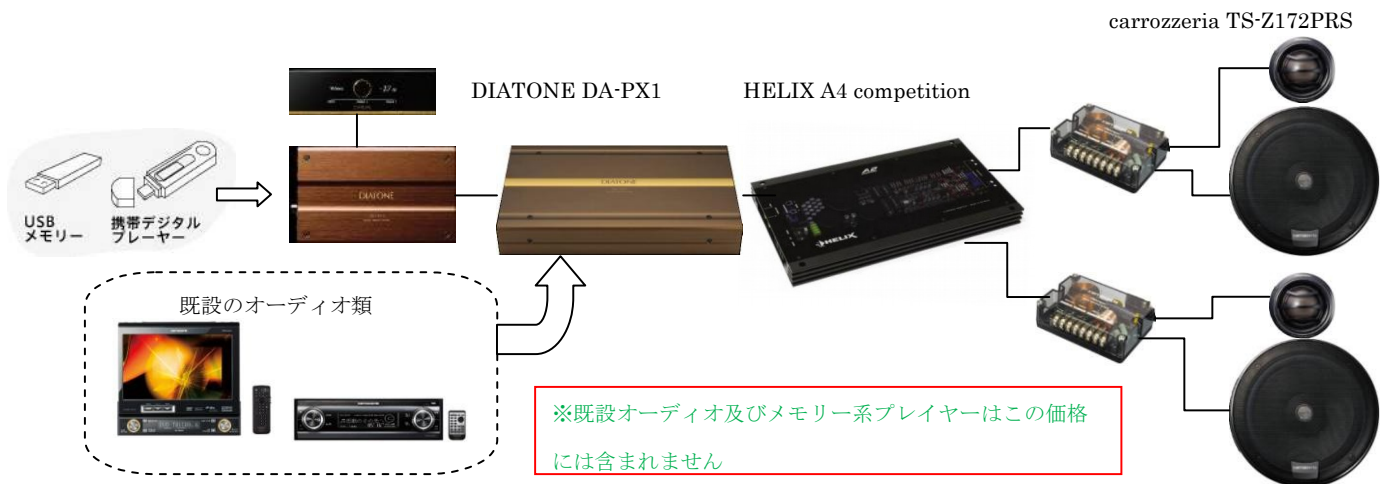 carrozzeria TS-Z172PRS
DIATONE DA-PX1
HELIX A4 competition
USB
メモリー
携帯デジタル
プレーヤー
DIATONE
DIATONE
A2
HELIX
既設のオーディオ類
※既設オーディオ及びメモリー系プレイヤーはこの価格
には含まれません